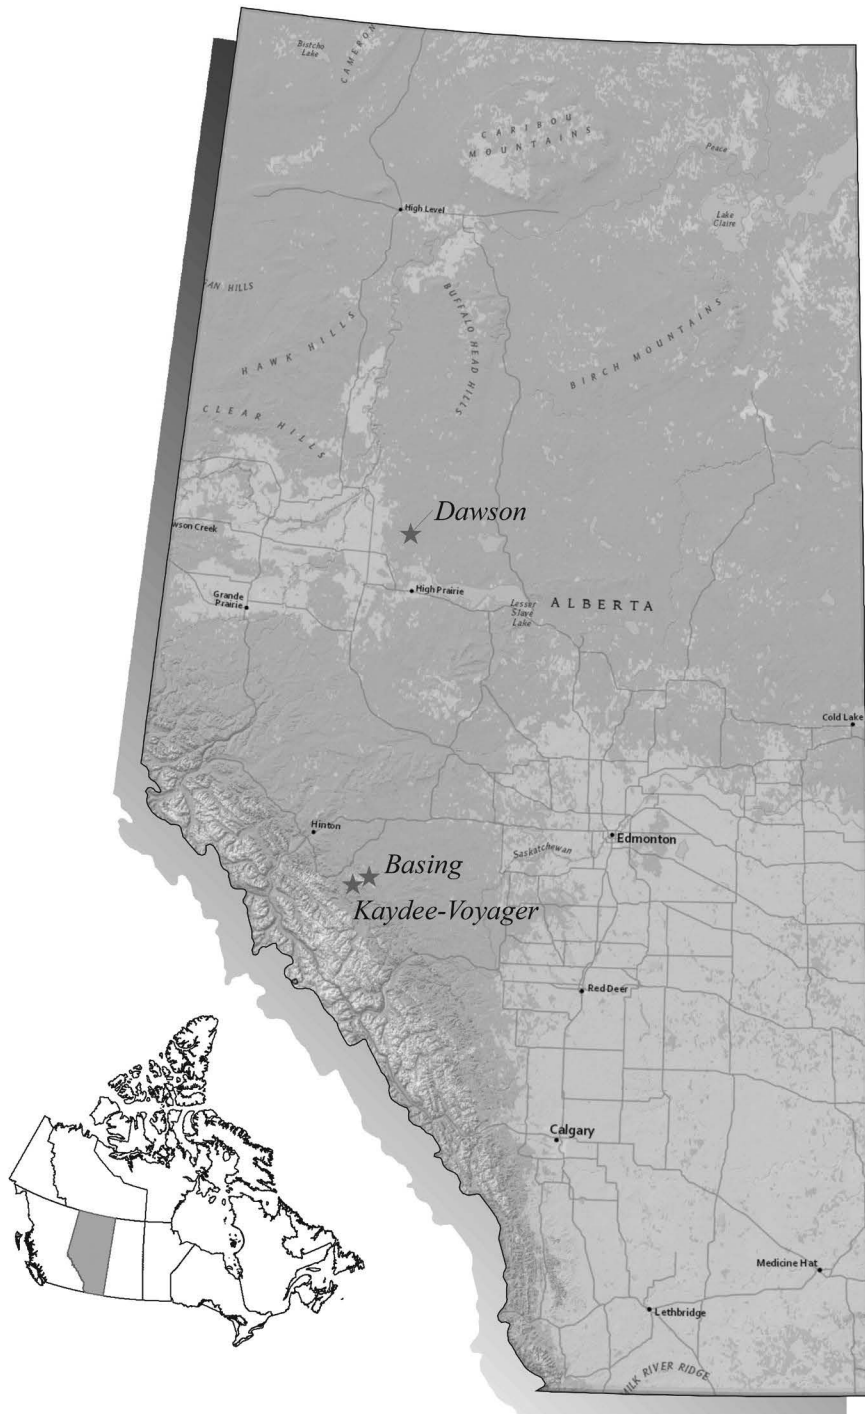 Bistcho
Lake
CAMERON
CARIBOU
MOUNTAINS
Peace
High Level
Lake
Claire
HILLS
BUFFALO HEAD HILLS
HAWK HILLS
BIRCH MOUNTAINS
CLEAR HILLS
Dawson
wson Creek
High Prairie
Grande
Prairie
Lesser
Slave
Lake
ALBERTA
Cold Lake
Hinton
Edmonton
Saskatchewan
Basing
Kaydee-Voyager
Red Deer
Calgary
Medicine Hat
Lethbridge
MILK RIVER RIDGE